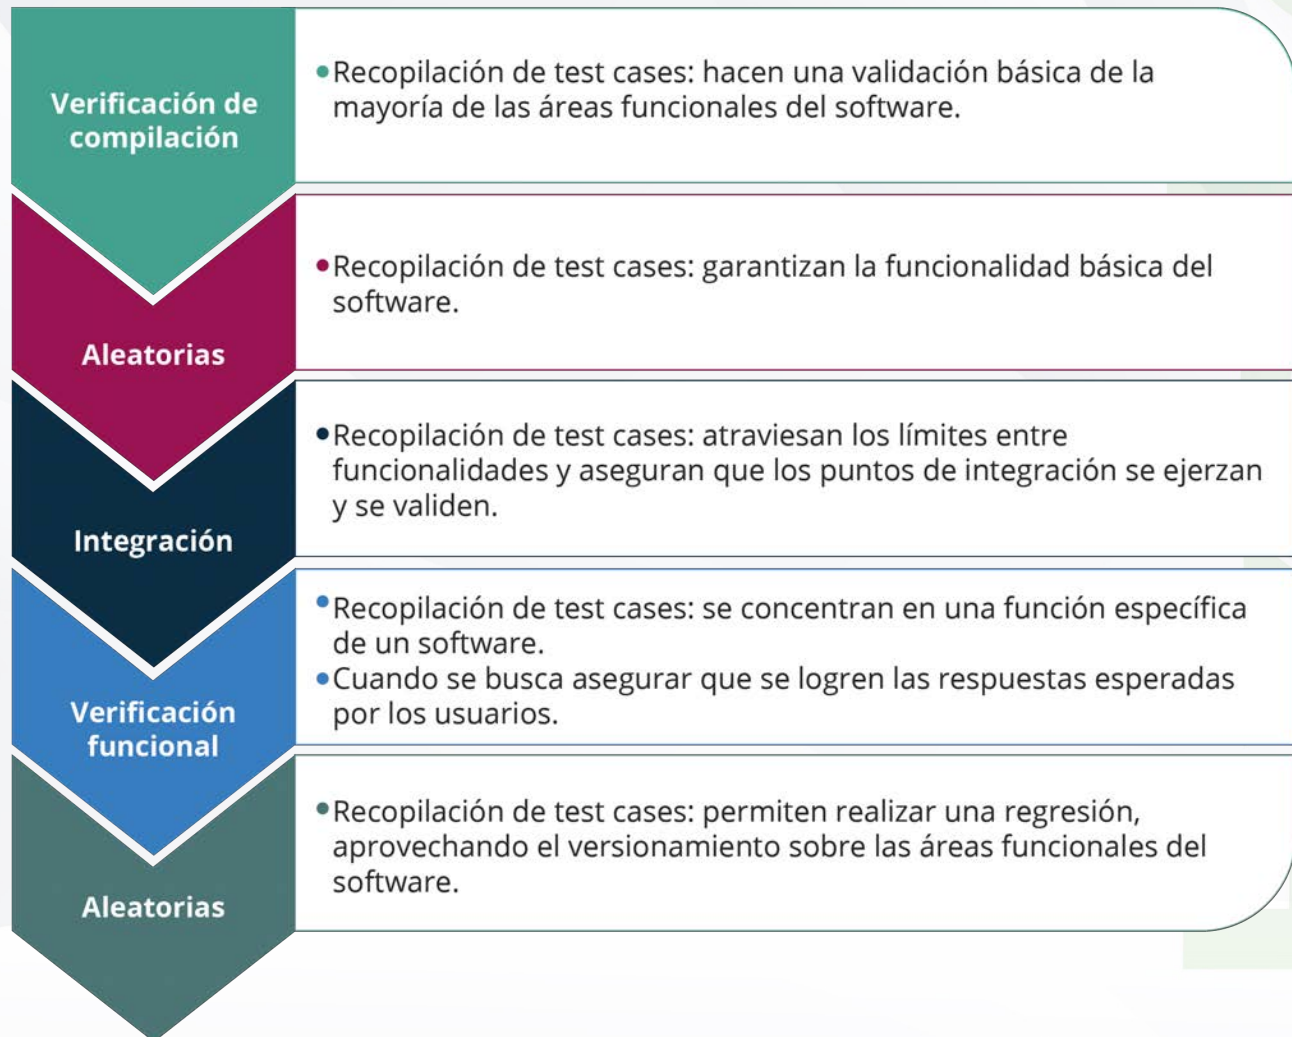 Verificación de
compilación
•Recopilación de test cases: hacen una validación básica de la
mayoría de las áreas funcionales del software.
Aleatorias
•Recopilación de test cases: garantizan la funcionalidad básica del
software.
Integración
•Recopilación de test cases: atraviesan los límites entre
funcionalidades y aseguran que los puntos de integración se ejerzan
y se validen.
Verificación
funcional
•Recopilación de test cases: se concentran en una función específica
de un software.
•Cuando se busca asegurar que se logren las respuestas esperadas
por los usuarios.
Aleatorias
•Recopilación de test cases: permiten realizar una regresión,
aprovechando el versionamiento sobre las áreas funcionales del
software.